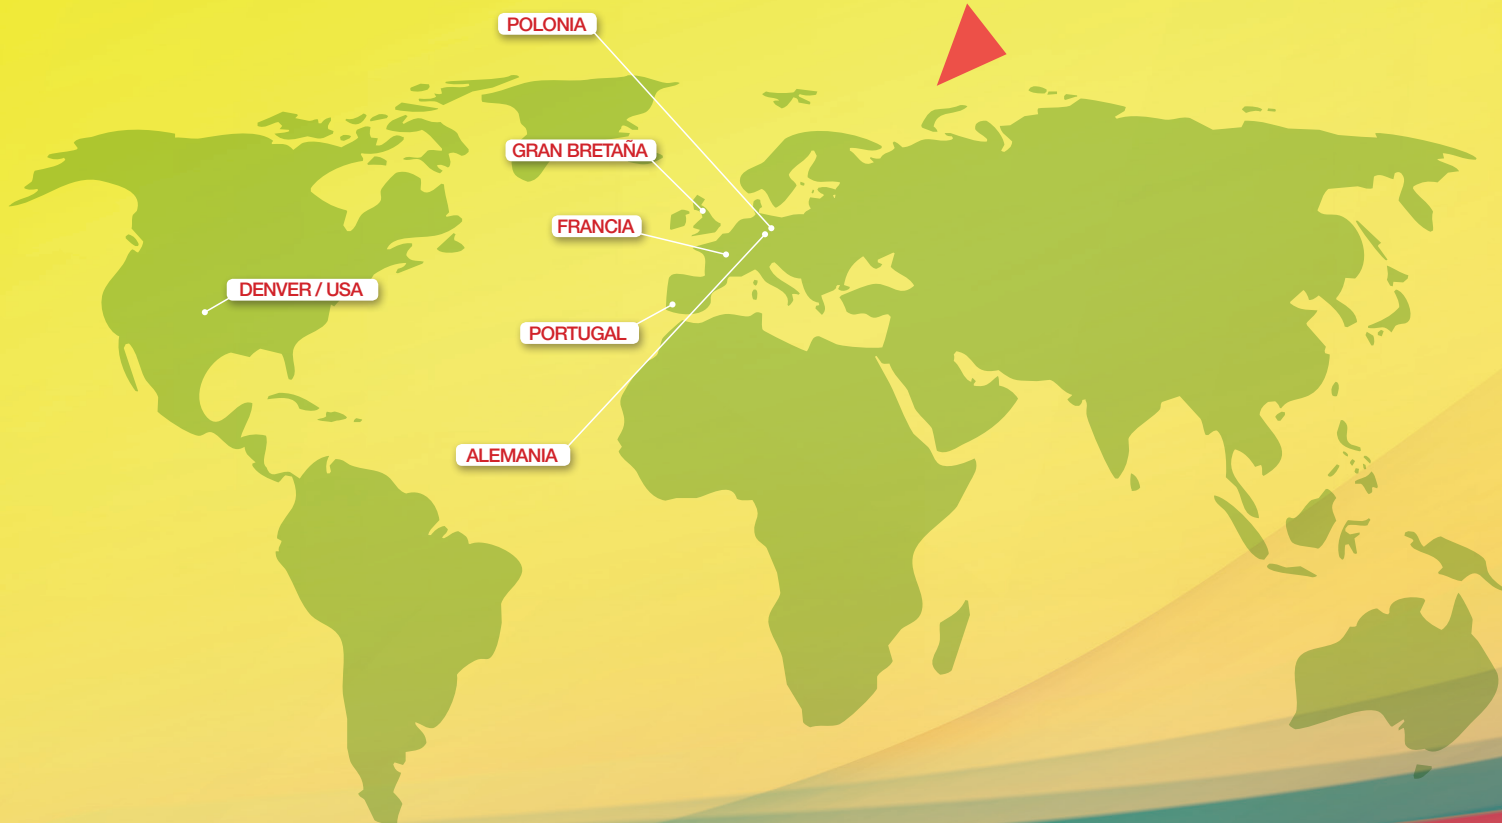 POLONIA
GRAN BRETAÑA
FRANCIA
DENVER / USA
PORTUGAL
ALEMANIA